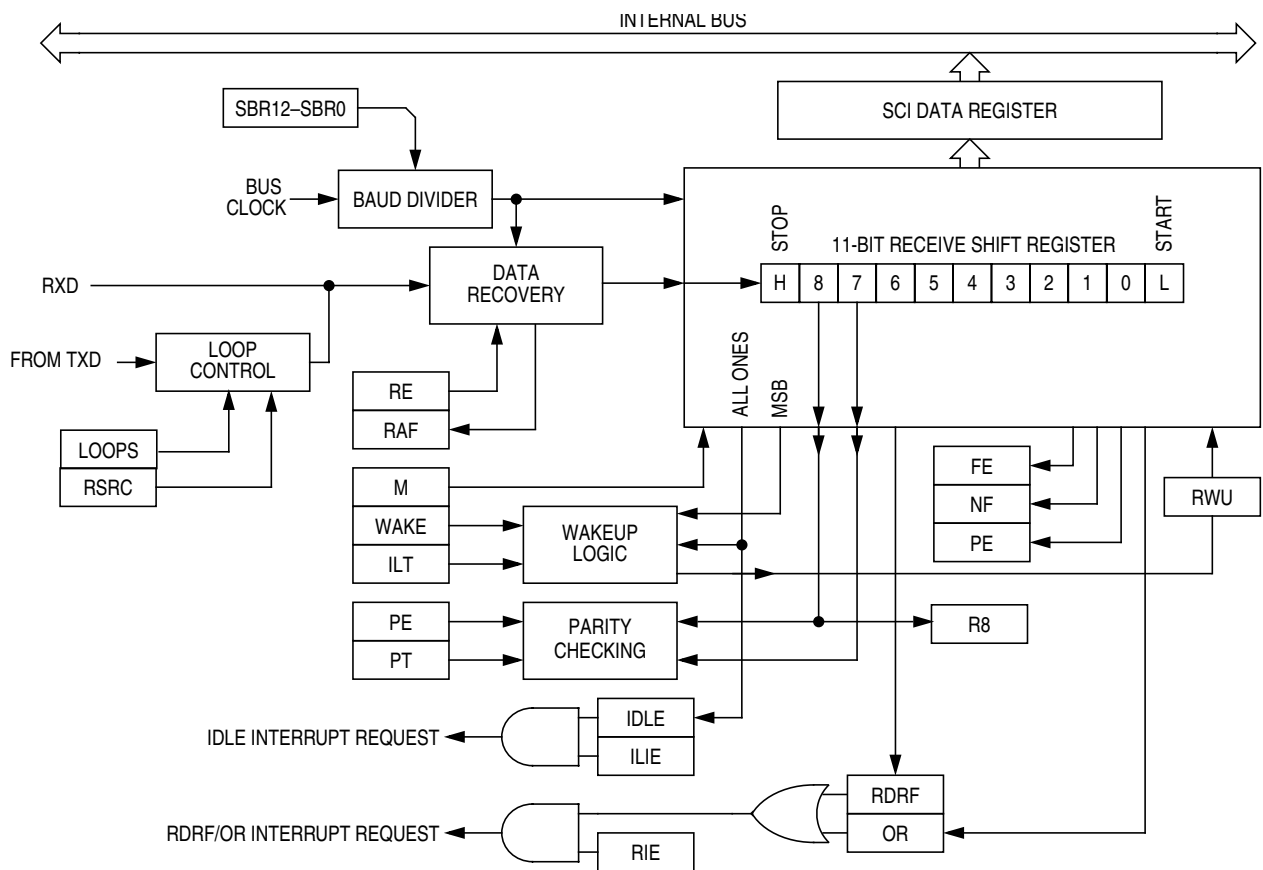 INTERNAL BUS
SBR12–SBR0
SCI DATA REGISTER
BUS
CLOCK
BAUD DIVIDER
STOP
11-BIT RECEIVE SHIFT REGISTER
START
H 8 7 6 5 4 3 2 1 0 L
RXD
DATA
RECOVERY
FROM TXD
LOOP
CONTROL
ALL ONES
MSB
RE
RAF
LOOPS
RSRC
M
WAKE
ILT
WAKEUP
LOGIC
FE
NF
PE
RWU
PE
PT
PARITY
CHECKING
R8
IDLE INTERRUPT REQUEST
IDLE
ILIE
RDRF
OR
RDRF/OR INTERRUPT REQUEST
RIE